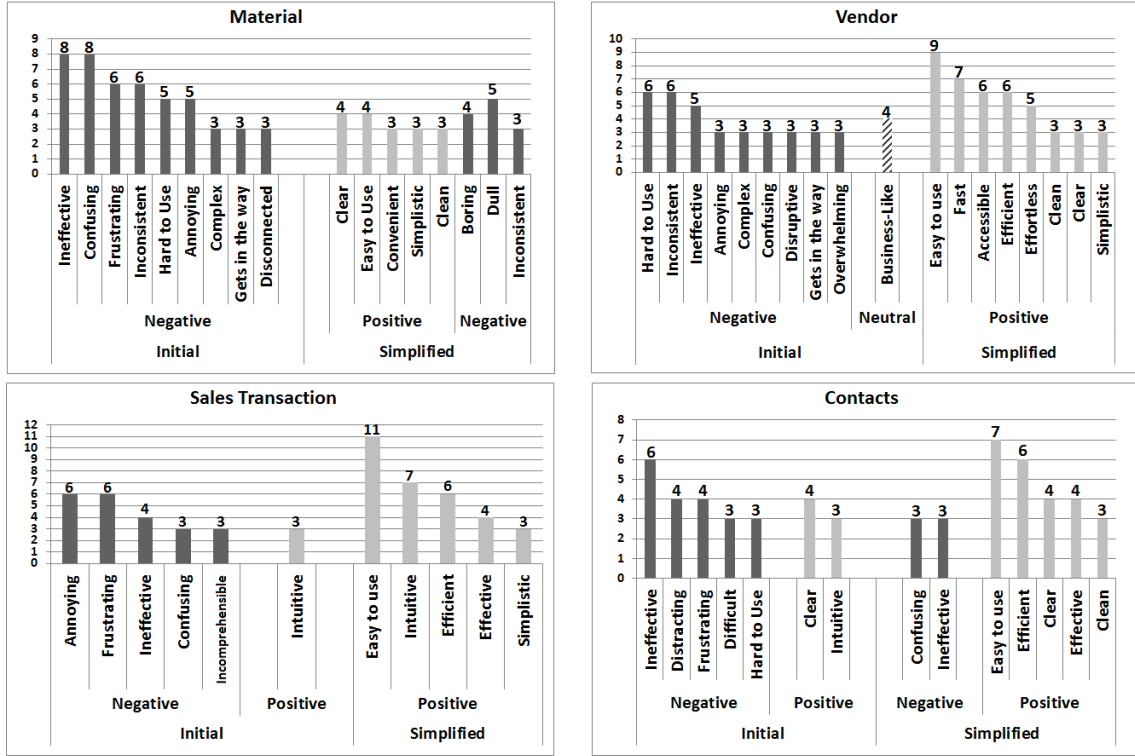 Material
9
8
7
6
5
4
3
2
1
0
8 8 6 6 5 5 3 3 3 4 4 3 3 3 4 5 3
Ineffective
Confusing
Frustrating
Inconsistent
Hard to Use
Annoying
Complex
Gets in the way
Disconnected
Clear
Easy to Use
Convenient
Simplistic
Clean
Boring
Dull
Inconsistent
Negative Positive Negative
Initial Simplified
Vendor
10
9
8
7
6
5
4
3
2
1
0
6 6 5 3 3 3 3 3 3 4 9 7 6 6 5 3 3 3
Hard to Use
Inconsistent
Ineffective
Annoying
Complex
Confusing
Disruptive
Gets in the way
Overwhelming
Business-Like
Easy to use
Fast
Accessible
Efficient
Effortless
Clean
Clear
Simplistic
Negative Neutral Positive
Initial Simplified
Sales Transaction
12
11
10
9
8
7
6
5
4
3
2
1
0
6 6 4 3 3 3 11 7 6 4 3
Annoying
Frustrating
Ineffective
Confusing
Incomprehensible
Intuitive
Easy to use
Intuitive
Efficient
Effective
Simplistic
Negative Positive Positive
Initial Simplified
Contacts
8
7
6
5
4
3
2
1
0
6 4 4 3 3 4 3 3 3 7 6 4 4 3
Ineffective
Distracting
Frustrating
Difficult
Hard to Use
Clear
Intuitive
Confusing
Ineffective
Easy to use
Efficient
Clear
Effective
Clean
Negative Positive Negative Positive
Initial Simplified